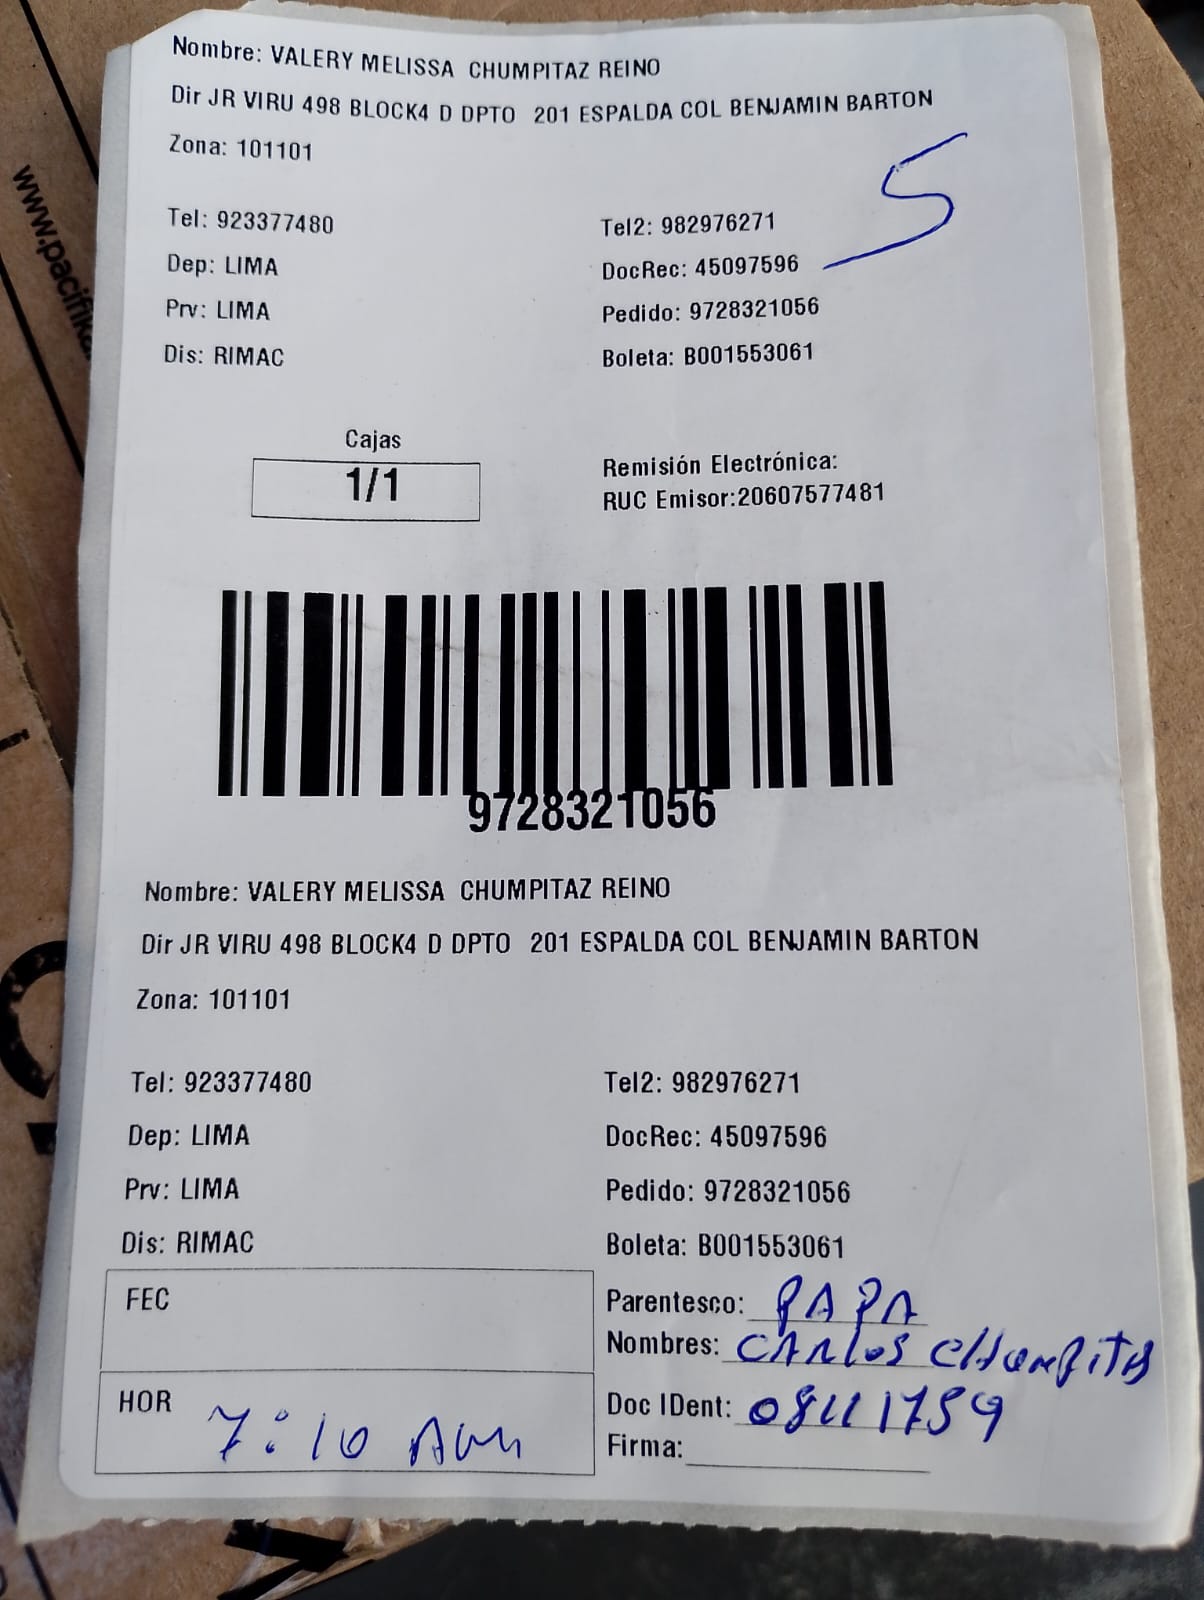 www.pacifika
Nombre: VALERY MELISSA CHUMPITAZ REINO
Dir JR VIRU 498 BLOCK4 D DPTO 201 ESPALDA COL BENJAMIN BARTON
Zona: 101101
5
Tel: 923377480 Tel2: 982976271
Dep: LIMA DocRec: 45097596
Prv: LIMA Pedido: 9728321056
Dis: RIMAC Boleta: B001553061
Cajas
1/1
Remisión Electrónica:
RUC Emisor:20607577481
9728321056
Nombre: VALERY MELISSA CHUMPITAZ REINO
Dir JR VIRU 498 BLOCK4 D DPTO 201 ESPALDA COL BENJAMIN BARTON
Zona: 101101
Tel: 923377480 Tel2: 982976271
Dep: LIMA DocRec: 45097596
Prv: LIMA Pedido: 9728321056
Dis: RIMAC Boleta: B001553061
FEC
Parentesco: PAPA
Nombres: CARLOS
HOR 7:10 AM
Doc IDent:
Firma: